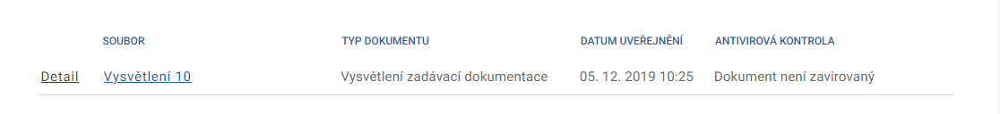 SOUBOR TYP DOKUMENTU DATUM UVEŘEJNĚNÍ ANTIVIROVÁ KONTROLA
Detail Vysvětlení 10 Vysvětlení zadávací dokumentace 05. 12. 2019 10:25 Dokument není zavirovaný